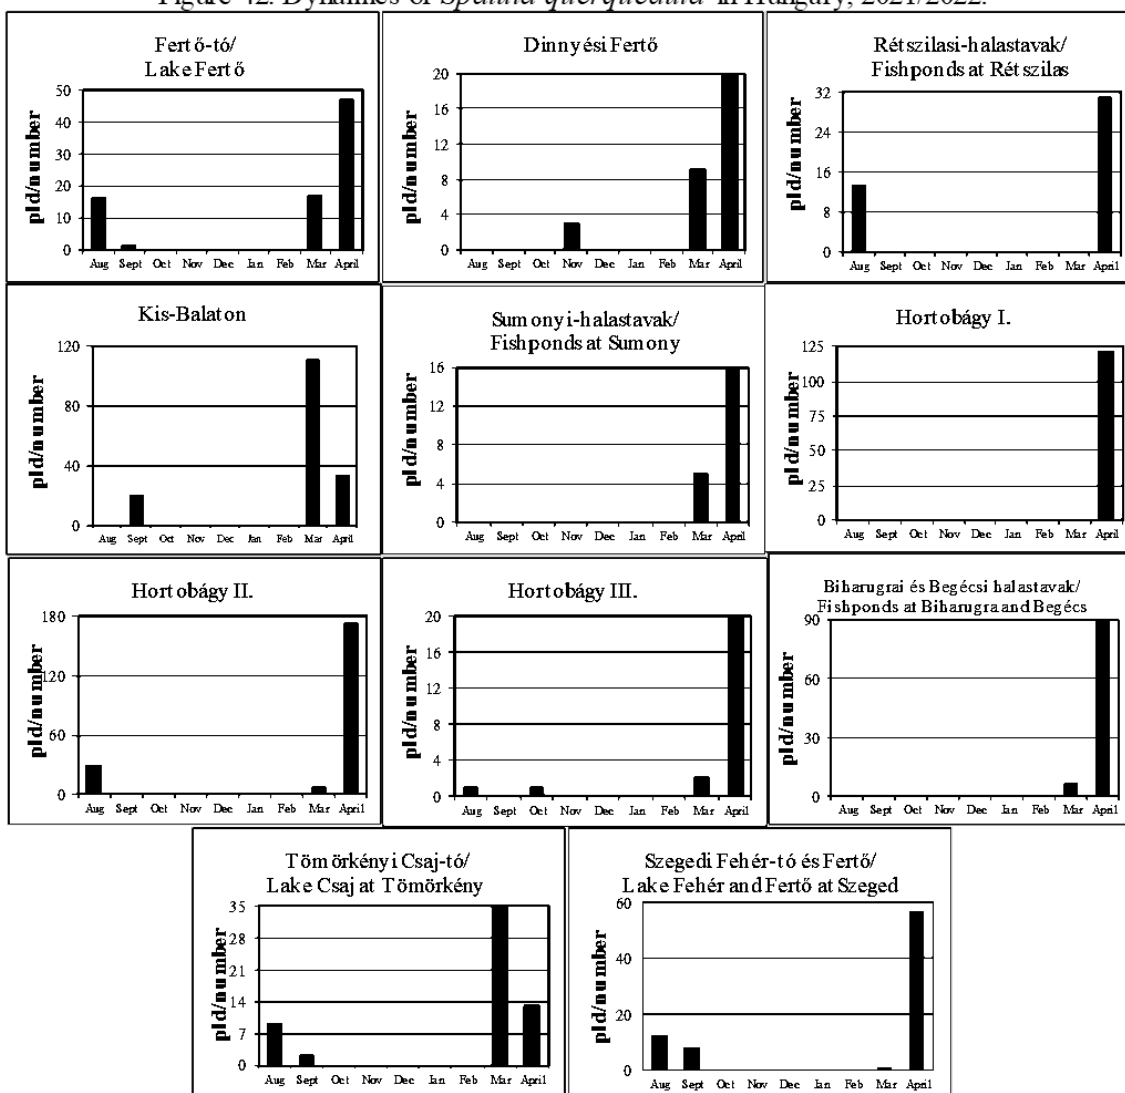 Figure 42. Dynamics of Spatula querquedula in Hungary, 2021/2022.
Fertő-tó/
Lake Fertő
pld/number
50
40
30
20
10
0
Aug Sept Oct Nov Dec Jan Feb Mar April
Dinnyési Fertő
pld/number
20
16
12
8
4
0
Aug Sept Oct Nov Dec Jan Feb Mar April
Rétszilasi-halastavak/
Fishponds at Rétszilas
pld/number
32
24
16
8
0
Aug Sept Oct Nov Dec Jan Feb Mar April
Kis-Balaton
pld/number
120
80
40
0
Aug Sept Oct Nov Dec Jan Feb Mar April
Sumonyi-halastavak/
Fishponds at Sumony
pld/number
16
12
8
4
0
Aug Sept Oct Nov Dec Jan Feb Mar April
Hortobágy I.
pld/number
125
100
75
50
25
0
Aug Sept Oct Nov Dec Jan Feb Mar April
Hortobágy II.
pld/number
180
120
60
0
Aug Sept Oct Nov Dec Jan Feb Mar April
Hortobágy III.
pld/number
20
16
12
8
4
0
Aug Sept Oct Nov Dec Jan Feb Mar April
Biharugrai és Begécsi halastavak/
Fishponds at Biharugra and Begécs
pld/number
90
60
30
0
Aug Sept Oct Nov Dec Jan Feb Mar April
Tömörkényi Csaj-tó/
Lake Csaj at Tömörkény
pld/number
35
28
21
14
7
0
Aug Sept Oct Nov Dec Jan Feb Mar April
Szegedi Fehér-tó és Fertő/
Lake Fehér and Fertő at Szeged
pld/number
60
40
20
0
Aug Sept Oct Nov Dec Jan Feb Mar April